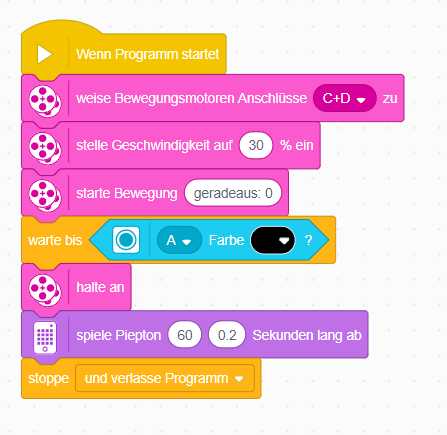 Wenn Programm startet
weise Bewegungsmotoren Anschlüsse C+D zu
stelle Geschwindigkeit auf 30 % ein
starte Bewegung geradeaus: 0
warte bis A Farbe ?
halte an
spiele Piepton 60 0.2 Sekunden lang ab
stoppe und verlasse Programm